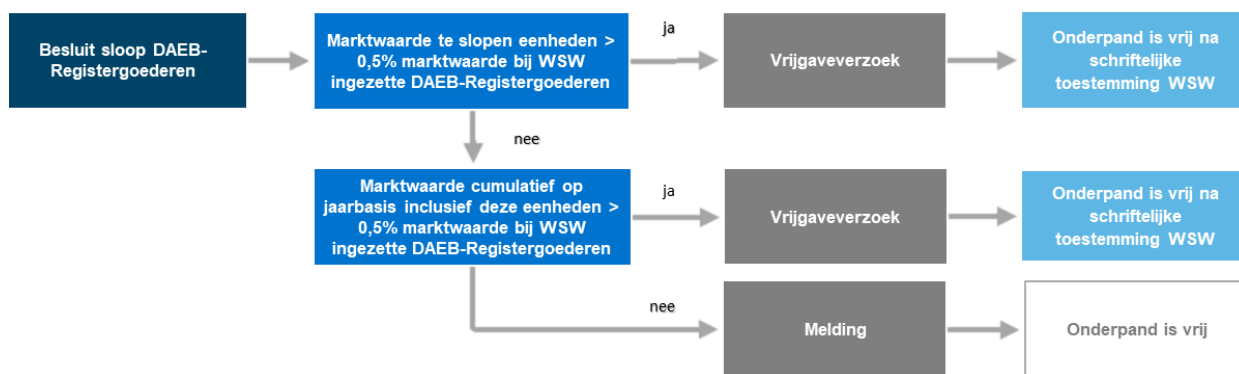 Besluit sloop DAEB-
Registergoederen
Marktwaarde te slopen eenheden >
0,5% marktwaarde bij WSW
ingezette DAEB-Registergoederen
ja
Vrijgaveverzoek
Onderpand is vrij na
schriftelijke
toestemming WSW
nee
Marktwaarde cumulatief op
jaarbasis inclusief deze eenheden >
0,5% marktwaarde bij WSW
ingezette DAEB-Registergoederen
ja
Vrijgaveverzoek
Onderpand is vrij na
schriftelijke
toestemming WSW
nee
Melding
Onderpand is vrij